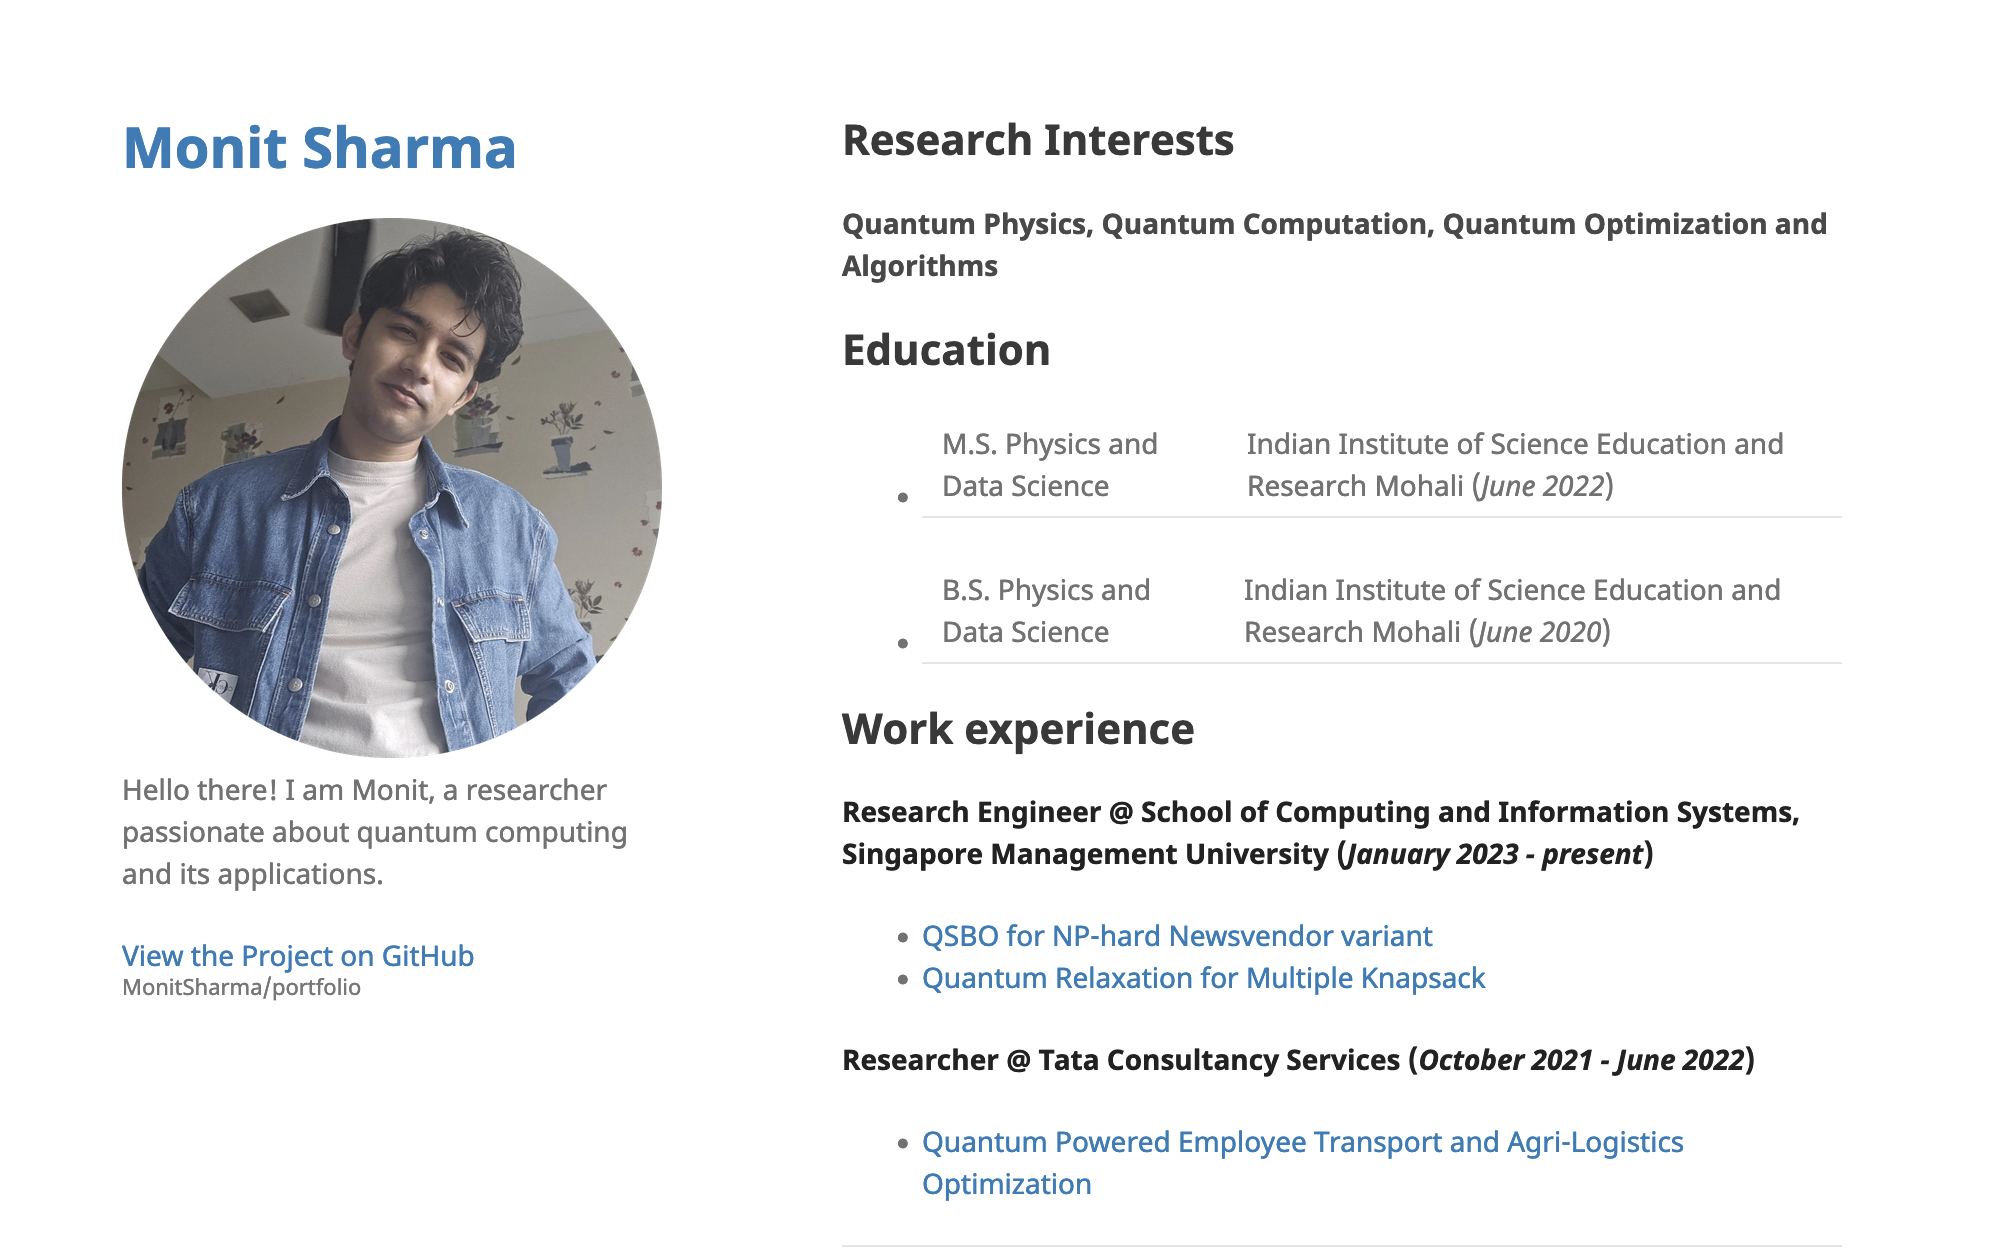 Monit Sharma
Hello there! I am Monit, a researcher
passionate about quantum computing
and its applications.
View the Project on GitHub
MonitSharma/portfolio
Research Interests
Quantum Physics, Quantum Computation, Quantum Optimization and
Algorithms
Education
M.S. Physics and
Data Science
Indian Institute of Science Education and
Research Mohali (June 2022)
B.S. Physics and
Data Science
Indian Institute of Science Education and
Research Mohali (June 2020)
Work experience
Research Engineer @ School of Computing and Information Systems,
Singapore Management University (January 2023 - present)
QSBO for NP-hard Newsvendor variant
Quantum Relaxation for Multiple Knapsack
Researcher @ Tata Consultancy Services (October 2021 - June 2022)
Quantum Powered Employee Transport and Agri-Logistics
Optimization